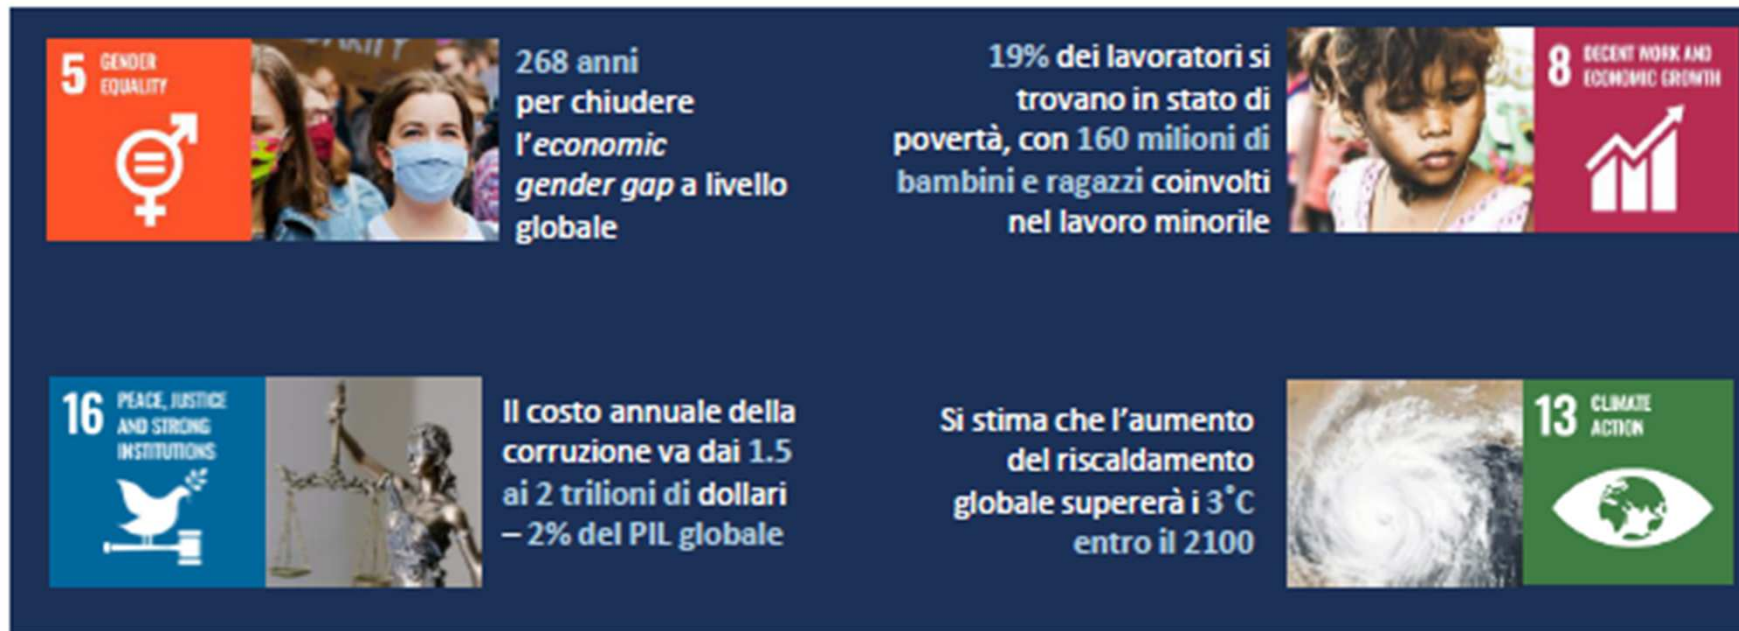 5 GENDER
EQUALITY
268 anni
per chiudere
l'economic
gender gap a livello
globale
19% dei lavoratori si
trovano in stato di
povertà, con 160 milioni di
bambini e ragazzi coinvolti
nel lavoro minorile
8 DECENT WORK AND
ECONOMIC GROWTH
16 PEACE, JUSTICE
AND STRONG
INSTITUTIONS
Il costo annuale della
corruzione va dai 1.5
ai 2 trilioni di dollari
– 2% del PIL globale
Si stima che l'aumento
del riscaldamento
globale supererà i 3°C
entro il 2100
13 CLIMATE
ACTION